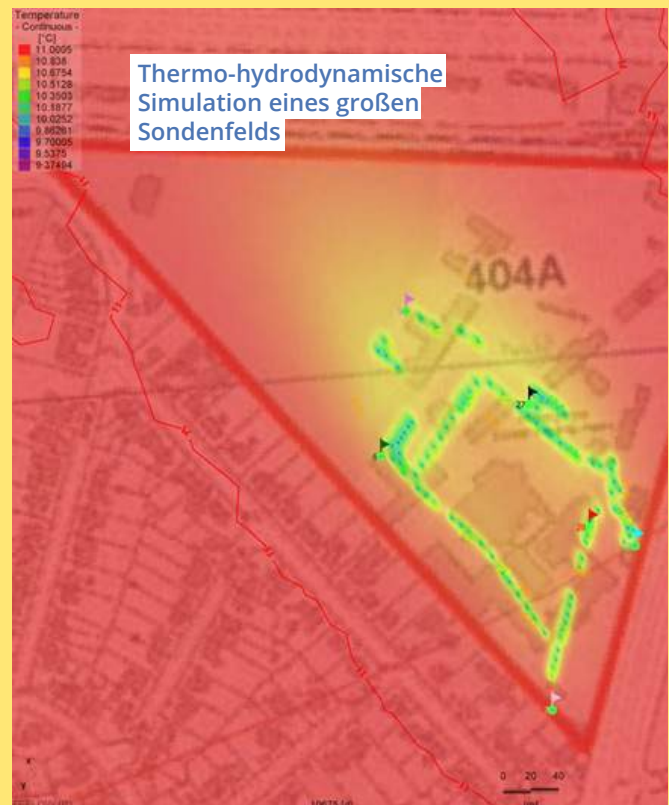 Temperature
- Continuous -
[°C]
11.0005
10.838
10.6754
10.5128
10.3503
10.1877
10.0252
9.86261
9.70005
9.5375
9.37494
Thermo-hydrodynamische
Simulation eines großen
Sondenfelds
404A
27
x
y
0 20 40